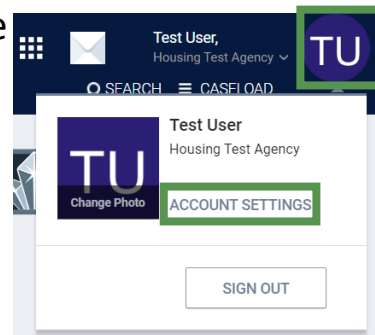 e
Test User,
Housing Test Agency
TU
SEARCH CASELOAD
TU
Change Photo
Test User
Housing Test Agency
ACCOUNT SETTINGS
SIGN OUT